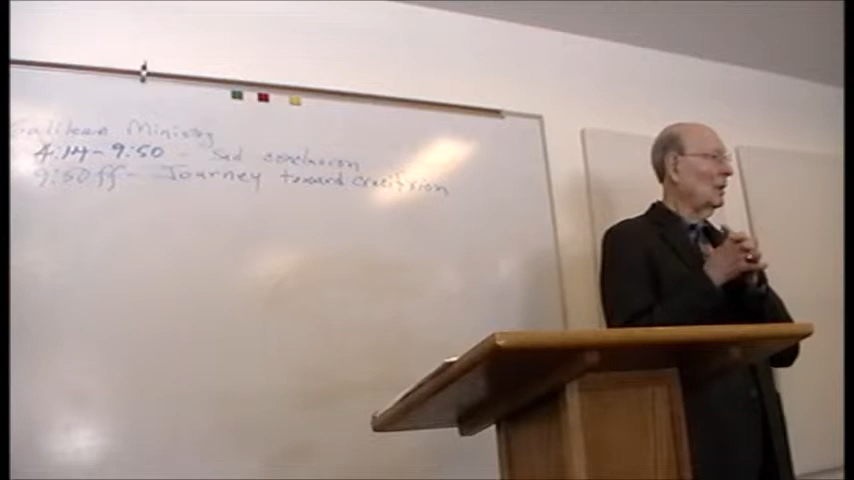 Galilean Ministry
4:14-9:50 - Sad conclusion
9:50ff - Journey toward crucifixion